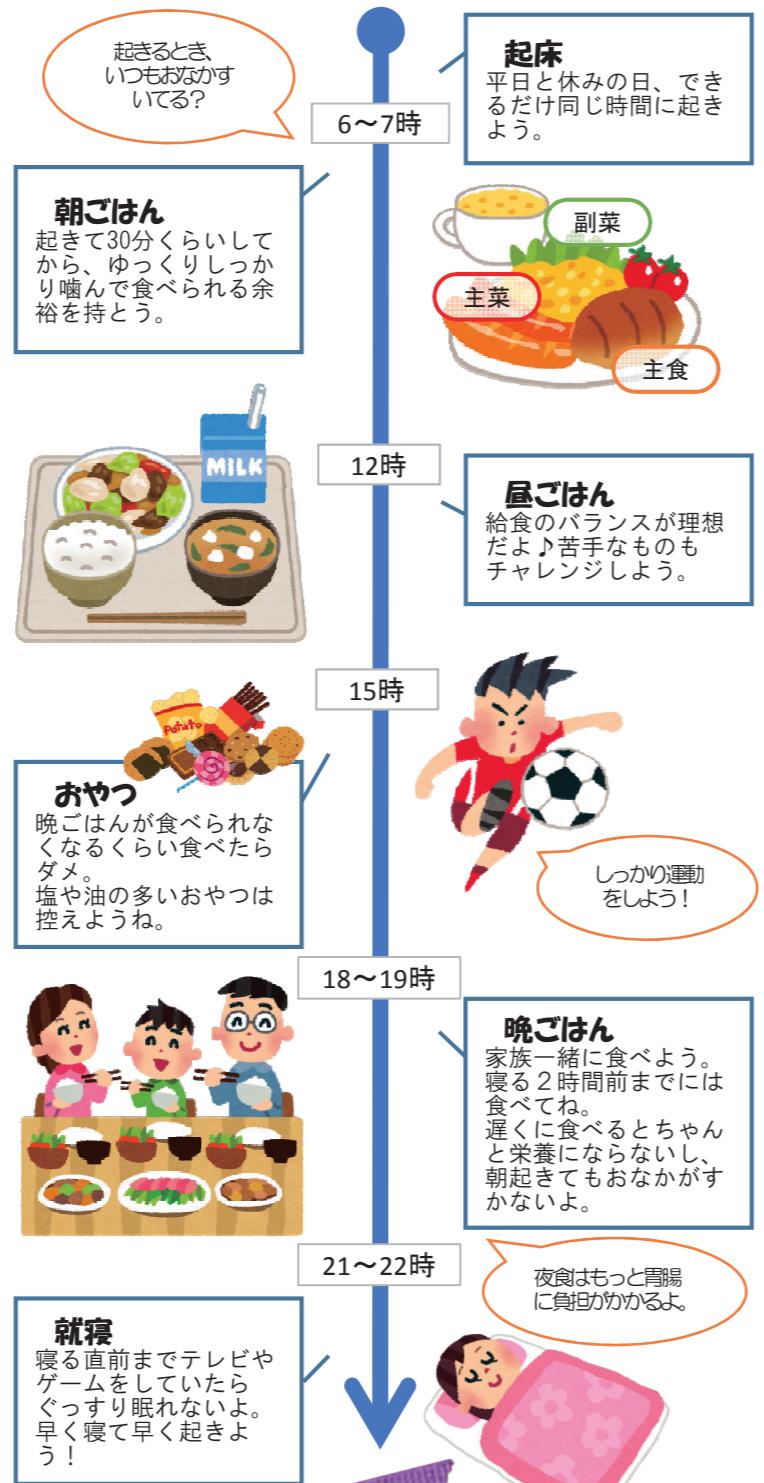 起きるとき、
いつもおなかす
いてる？
起床
平日と休みの日、でき
るだけ同じ時間に起き
よう。
6～7時
朝ごはん
起きて30分くらいして
から、ゆっくりしっか
り噛んで食べられる余
裕を持とう。
副菜
主菜
主食
MILK
12時
昼ごはん
給食のバランスが理想
だよ♪苦手なものも
チャレンジしよう。
15時
Potato
おやつ
晩ごはんが食べられな
くなるくらい食べたら
ダメ。
塩や油の多いおやつは
控えようね。
しっかり運動
をしよう！
18～19時
晩ごはん
家族一緒に食べよう。
寝る２時間前までには
食べてね。
遅くに食べるとちゃん
と栄養にならないし、
朝起きてもおなかがす
かないよ。
21～22時
夜食はもっと胃腸
に負担がかかるよ。
就寝
寝る直前までテレビや
ゲームをしていたら
ぐっすり眠れないよ。
早く寝て早く起きよ
う！